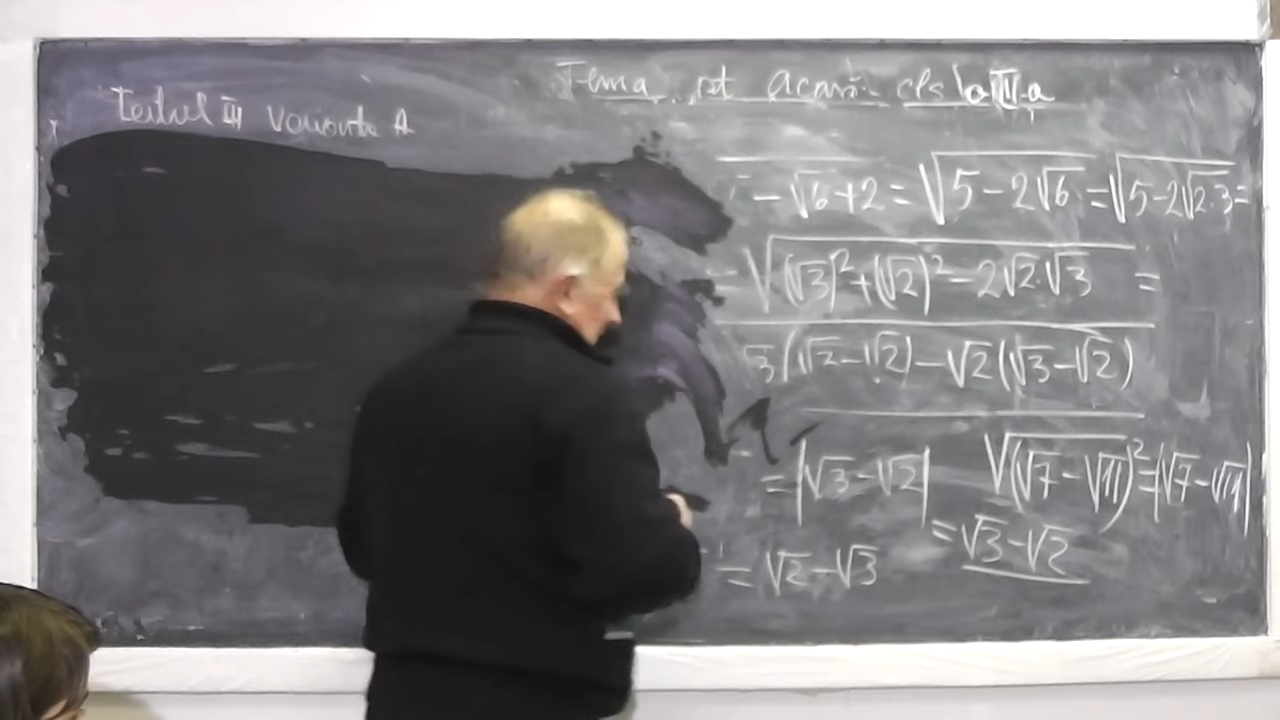 Tema pt acasă cls a VII-a
Testul III Varianta A
- √6 + 2 = √(5 - 2√6) = √(5 - 2√(2·3)) =
= √((√3)² + (√2)² - 2√2·√3) =
3(√2 - √2) - √2(√3 - √2)
= |√3 - √2|
= √3 - √2
√((√7 - √11)²) = |√7 - √11|
= √2 - √3